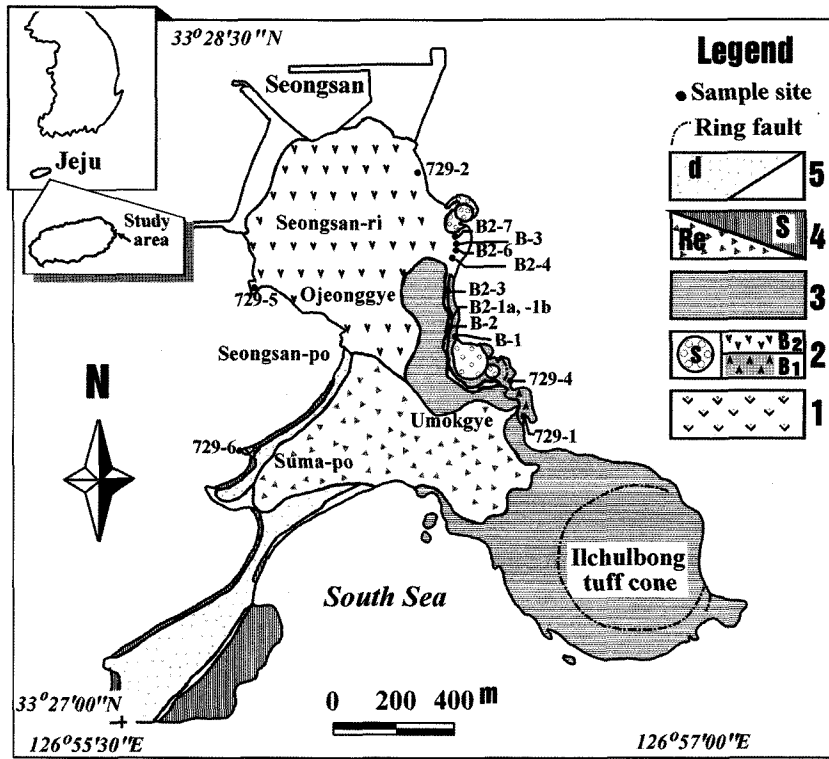 33°28'30"N
Seongsan
Jeju
Study
area
729-2
Seongsan-ri
B2-7
B-3
B2-6
B2-4
B2-3
B2-1a, -1b
B-2
B-1
729-5
Ojeonggye
Seongsan-po
729-4
729-1
Umokgye
729-6
Suma-po
N
Ilchulbong
tuff cone
South Sea
0 200 400 m
33°27'00"N
126°55'30"E
126°57'00"E
Legend
Sample site
Ring fault
d 5
Re S 4
3
S B2 B1 2
1